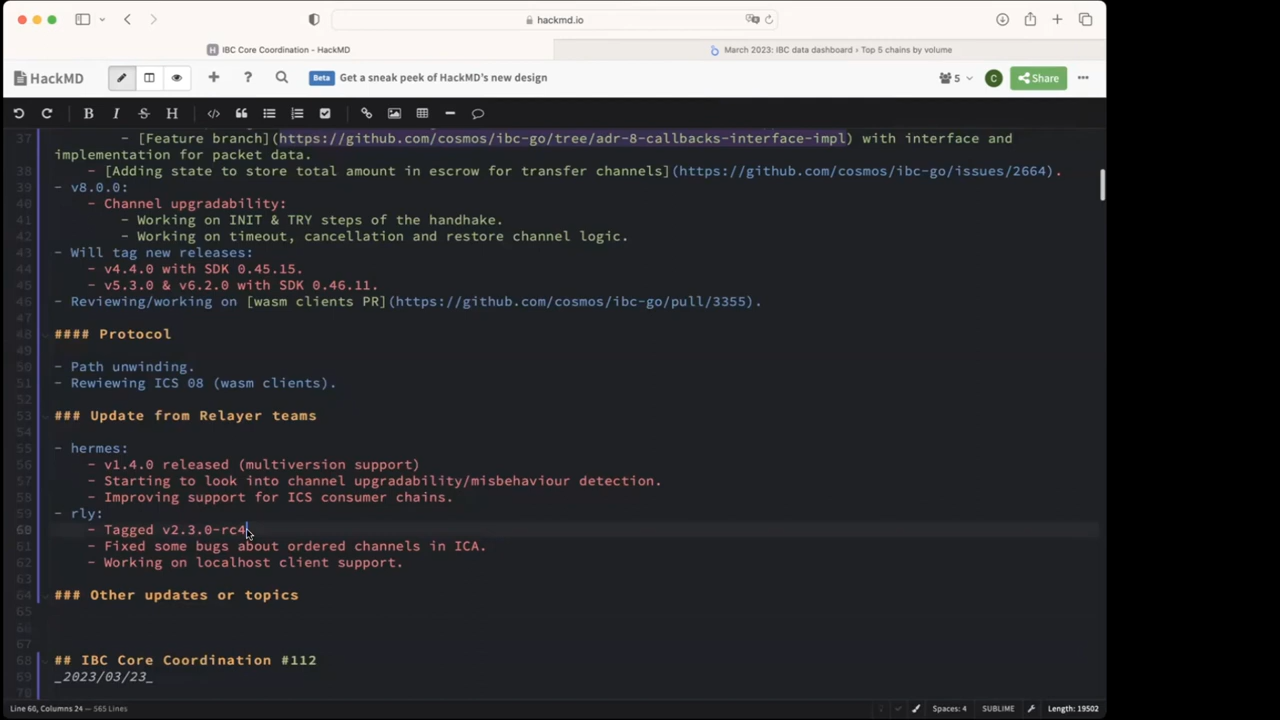 hackmd.io
IBC Core Coordination - HackMD
March 2023: IBC data dashboard › Top 5 chains by volume
HackMD
Beta
Get a sneak peek of HackMD's new design
5
C
Share
37 - [Feature branch](https://github.com/cosmos/ibc-go/tree/adr-8-callbacks-interface-impl) with interface and
implementation for packet data.
38 - [Adding state to store total amount in escrow for transfer channels](https://github.com/cosmos/ibc-go/issues/2664).
39 - v8.0.0:
40 - Channel upgradability:
41 - Working on INIT & TRY steps of the handhake.
42 - Working on timeout, cancellation and restore channel logic.
43 - Will tag new releases:
44 - v4.4.0 with SDK 0.45.15.
45 - v5.3.0 & v6.2.0 with SDK 0.46.11.
46 - Reviewing/working on [wasm clients PR](https://github.com/cosmos/ibc-go/pull/3355).
47
48 #### Protocol
49
50 - Path unwinding.
51 - Rewiewing ICS 08 (wasm clients).
52
53 ### Update from Relayer teams
54
55 - hermes:
56 - v1.4.0 released (multiversion support)
57 - Starting to look into channel upgradability/misbehaviour detection.
58 - Improving support for ICS consumer chains.
59 - rly:
60 - Tagged v2.3.0-rc4
61 - Fixed some bugs about ordered channels in ICA.
62 - Working on localhost client support.
63
64 ### Other updates or topics
65
66
67
68 ## IBC Core Coordination #112
69 _2023/03/23_
70
Line 60, Columns 24 — 565 Lines
Spaces: 4
SUBLIME
Length: 19502